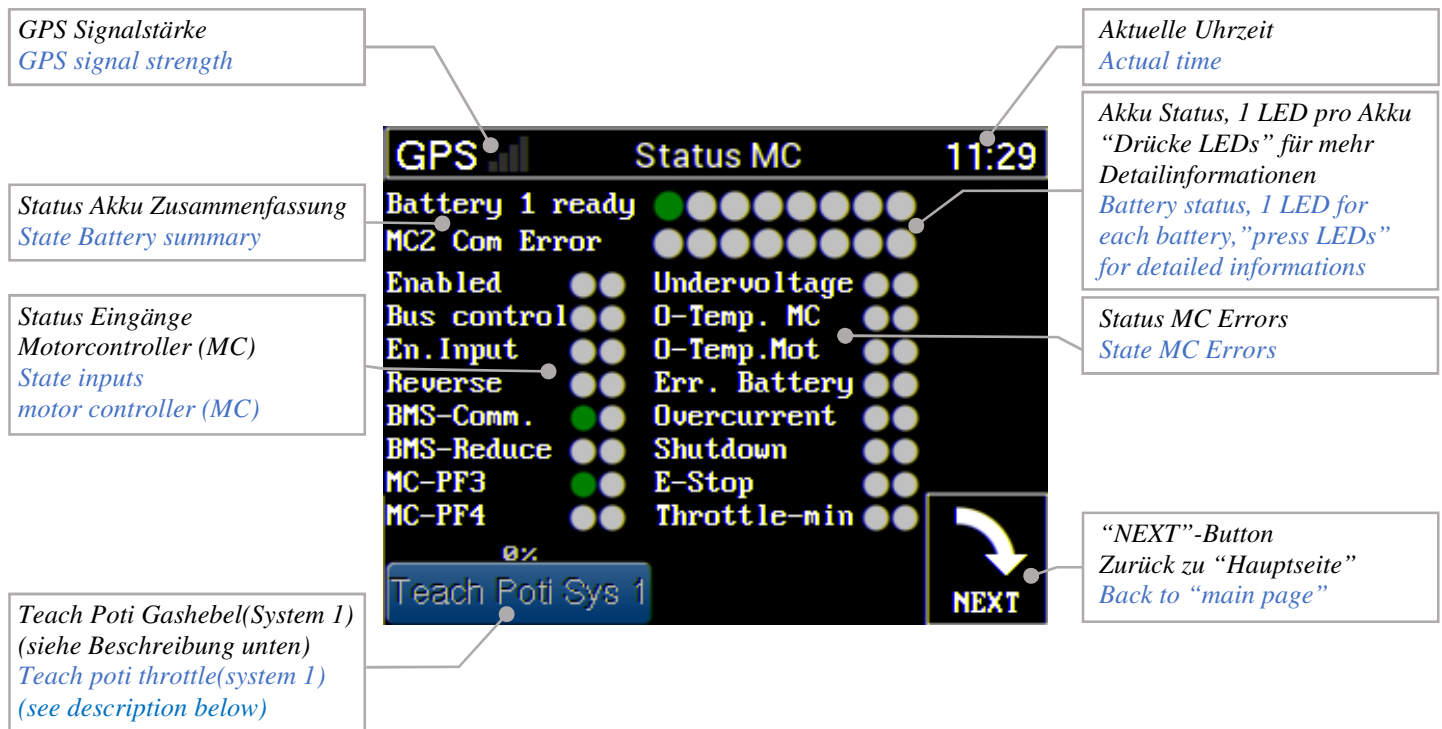 GPS Signalstärke
GPS signal strength
Aktuelle Uhrzeit
Actual time
Akku Status, 1 LED pro Akku
“Drücke LEDs” für mehr
Detailinformationen
Battery status, 1 LED for
each battery,”press LEDs”
for detailed informations
Status Akku Zusammenfassung
State Battery summary
Status Eingänge
Motorcontroller (MC)
State inputs
motor controller (MC)
Status MC Errors
State MC Errors
“NEXT”-Button
Zurück zu “Hauptseite”
Back to “main page”
Teach Poti Gashebel(System 1)
(siehe Beschreibung unten)
Teach poti throttle(system 1)
(see description below)
GPS Status MC 11:29
Battery 1 ready
MC2 Com Error
Enabled Undervoltage
Bus control O-Temp. MC
En.Input O-Temp.Mot
Reverse Err. Battery
BMS-Comm. Overcurrent
BMS-Reduce Shutdown
MC-PF3 E-Stop
MC-PF4 Throttle-min
0%
Teach Poti Sys 1
NEXT